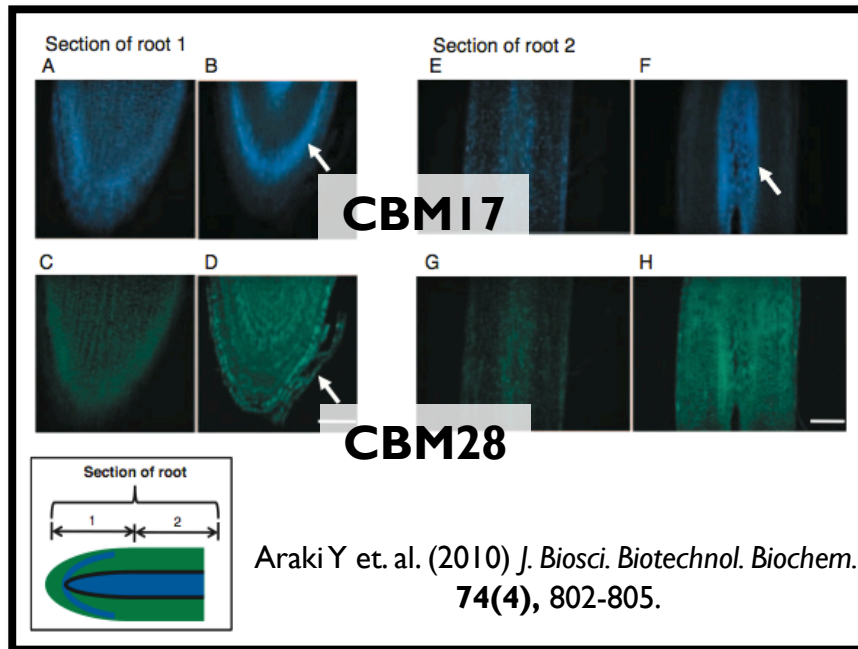 Section of root 1
A
B
Section of root 2
E
F
CBM17
C
D
G
H
CBM28
Section of root
1
2
Araki Y et. al. (2010) J. Biosci. Biotechnol. Biochem.
74(4), 802-805.